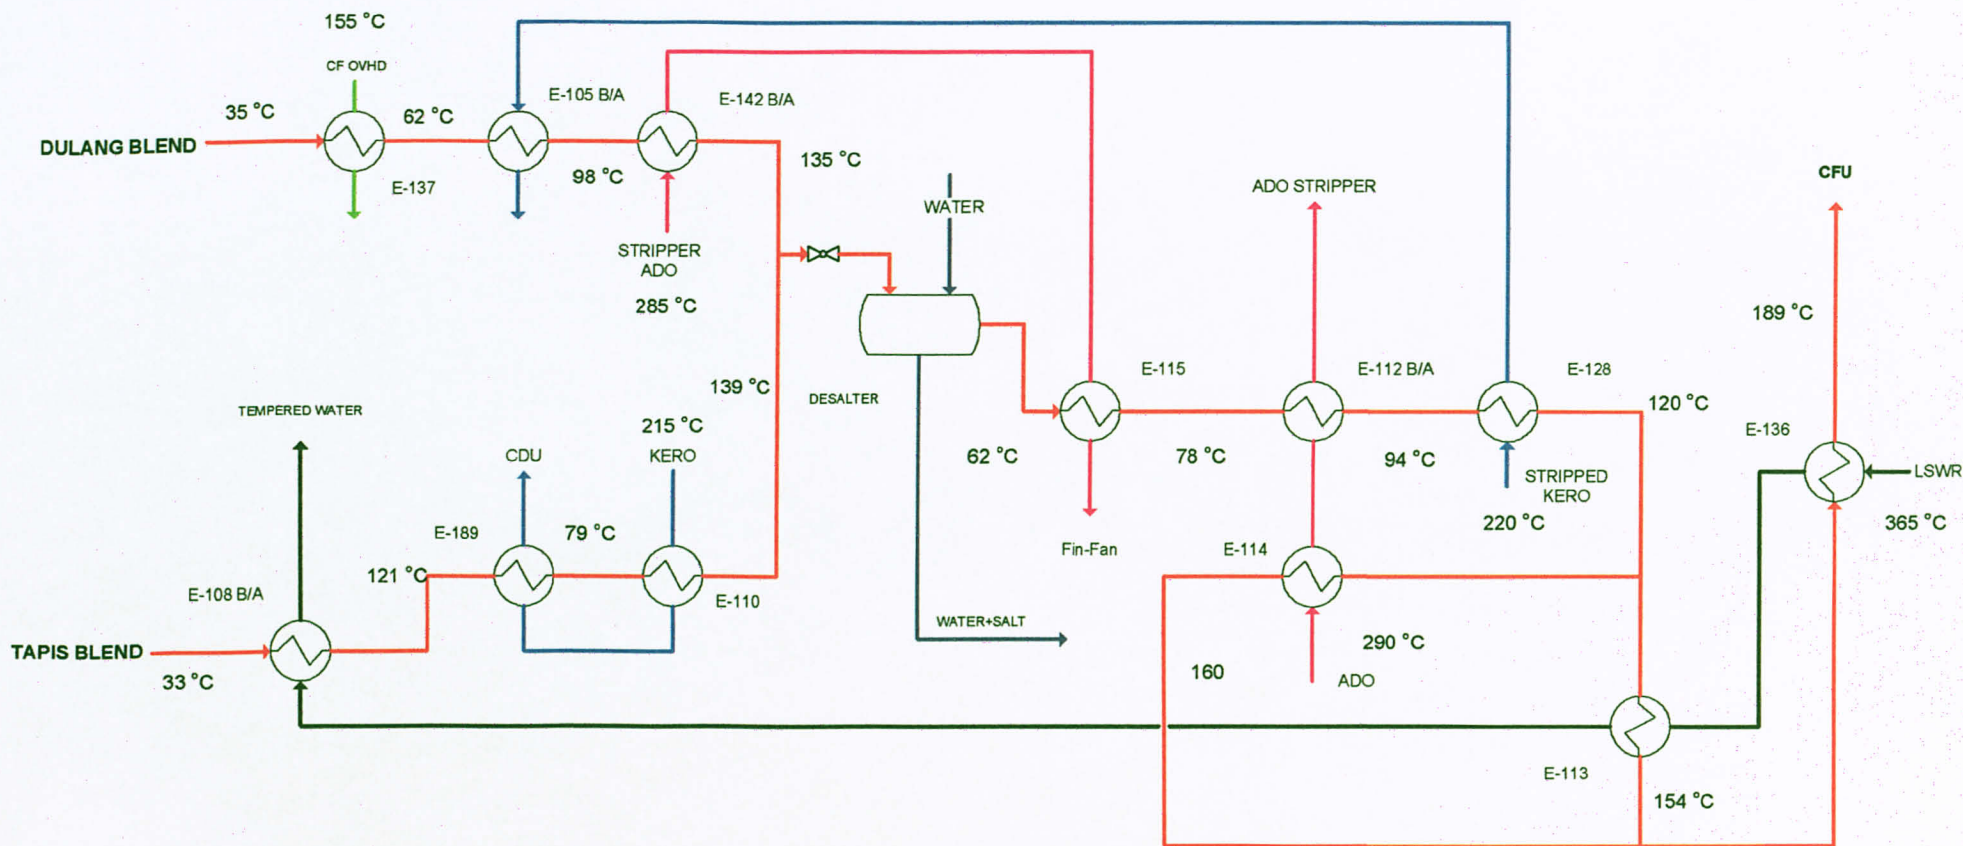 155 °C
CF OVHD
35 °C
62 °C
E-105 B/A
E-142 B/A
DULANG BLEND
135 °C
98 °C
E-137
CFU
ADO STRIPPER
WATER
STRIPPER
ADO
285 °C
189 °C
E-115
E-112 B/A
E-128
139 °C
DESALTER
120 °C
TEMPERED WATER
215 °C
KERO
CDU
62 °C
78 °C
94 °C
E-136
STRIPPED
KERO
LSWR
220 °C
365 °C
E-189
79 °C
Fin-Fan
E-114
121 °C
E-108 B/A
E-110
WATER+SALT
290 °C
TAPIS BLEND
33 °C
160
ADO
E-113
154 °C